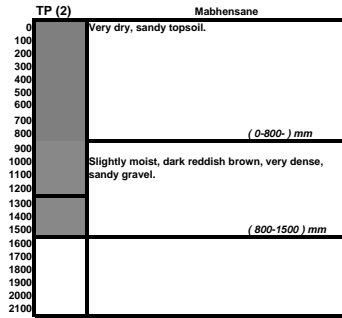 TP (2) Mabhensane
0 Very dry, sandy topsoil.
100
200
300
400
500
600
700
800 ( 0-800- ) mm
900
1000 Slightly moist, dark reddish brown, very dense,
1100 sandy gravel.
1200
1300
1400
1500 ( 800-1500 ) mm
1600
1700
1800
1900
2000
2100